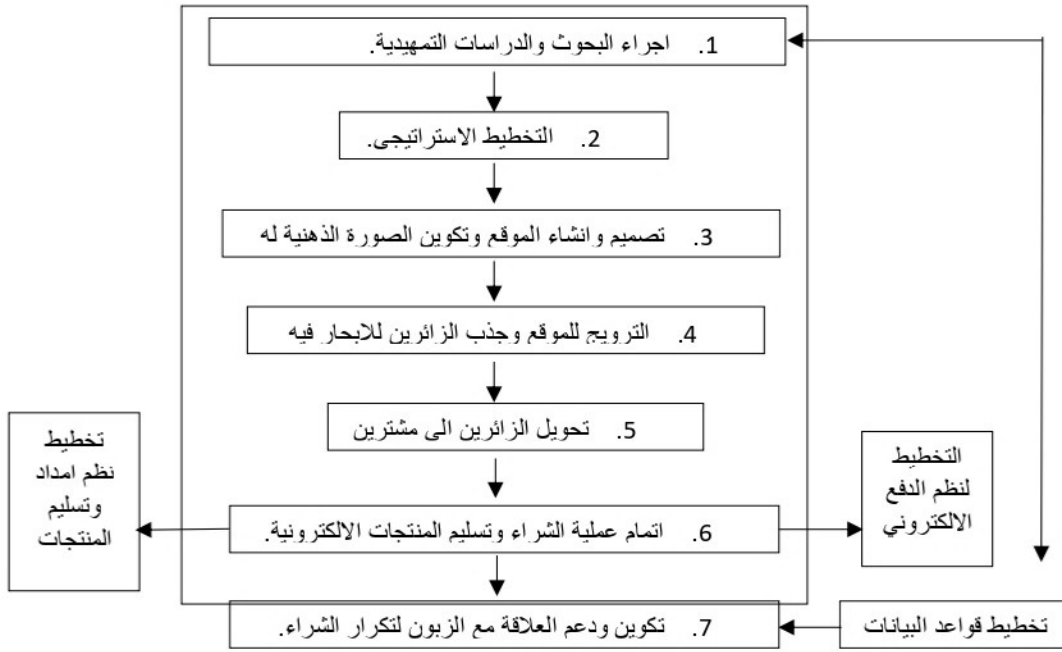 1. اجراء البحوث والدراسات التمهيدية.
2. التخطيط الاستراتيجي.
3. تصميم وانشاء الموقع وتكوين الصورة الذهنية له
4. الترويج للموقع وجذب الزائرين للابحار فيه
5. تحويل الزائرين الى مشترين
التخطيط
لنظم الدفع
الالكتروني
تخطيط
نظم امداد
وتسليم
المنتجات
6. اتمام عملية الشراء وتسليم المنتجات الالكترونية.
تخطيط قواعد البيانات
7. تكوين ودعم العلاقة مع الزبون لتكرار الشراء.